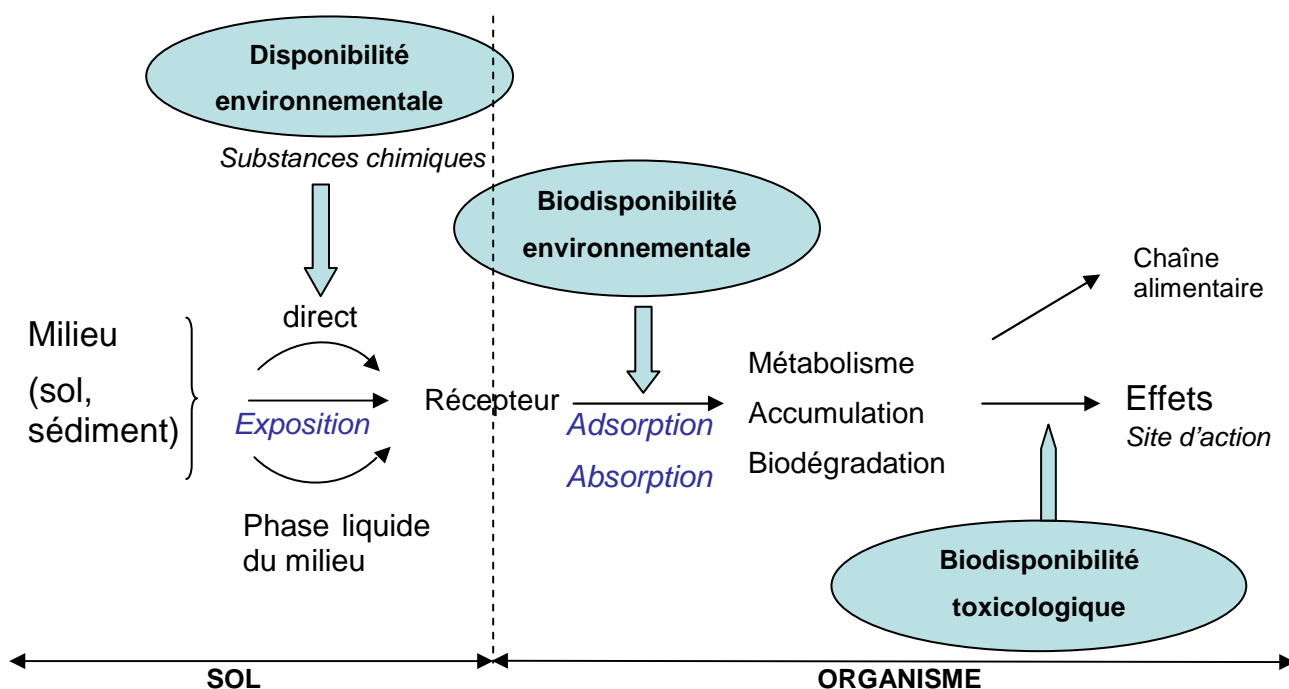 Disponibilité
environnementale
Substances chimiques
Biodisponibilité
environnementale
Chaîne
alimentaire
direct
Milieu
(sol,
sédiment)
Exposition
Récepteur
Adsorption
Absorption
Métabolisme
Accumulation
Biodégradation
Effets
Site d'action
Phase liquide
du milieu
Biodisponibilité
toxicologique
SOL
ORGANISME